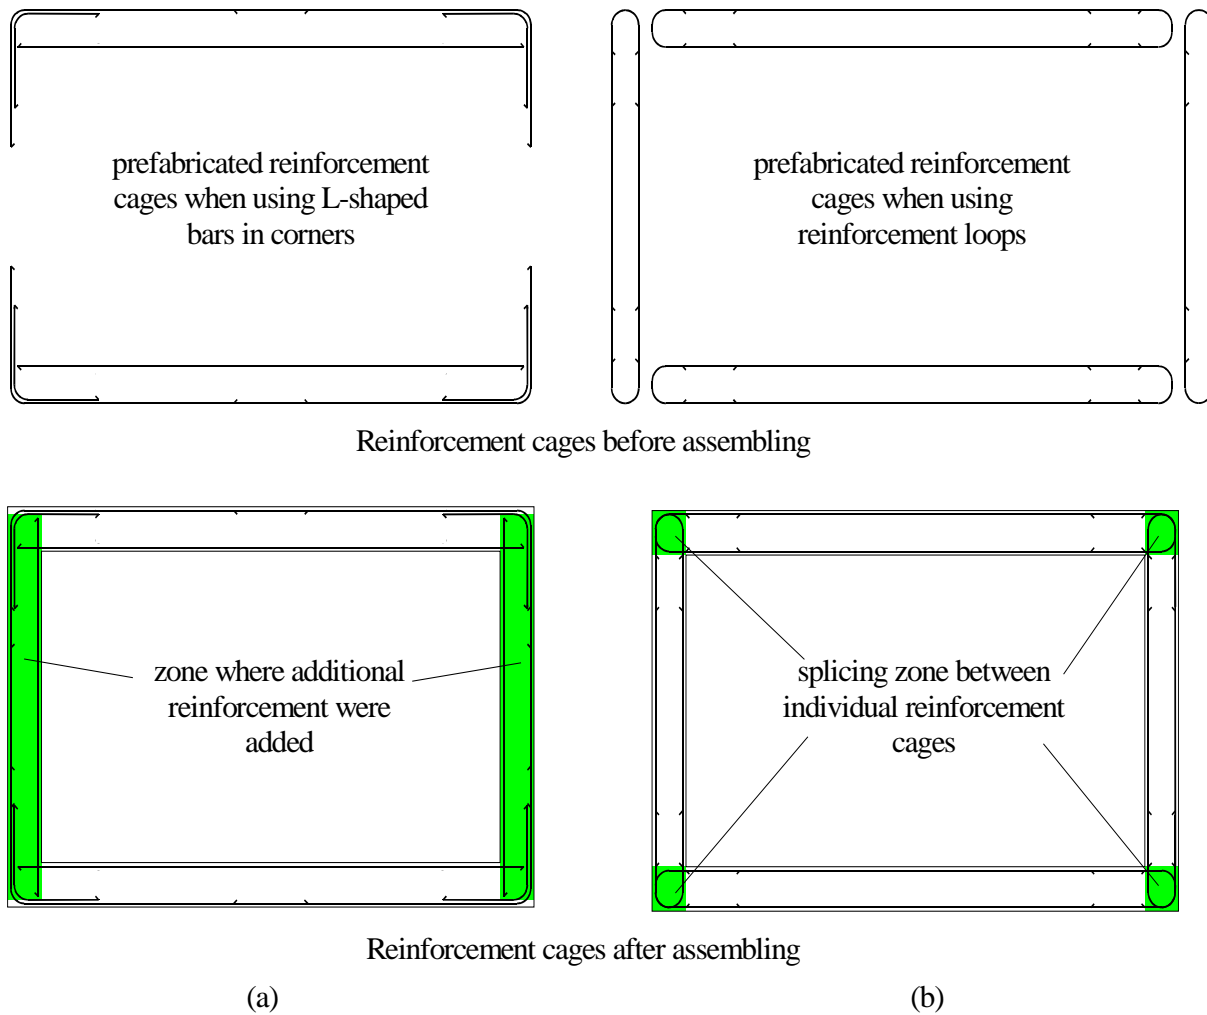 prefabricated reinforcement
cages when using L-shaped
bars in corners
prefabricated reinforcement
cages when using
reinforcement loops
Reinforcement cages before assembling
zone where additional
reinforcement were
added
splicing zone between
individual reinforcement
cages
Reinforcement cages after assembling
(a)
(b)